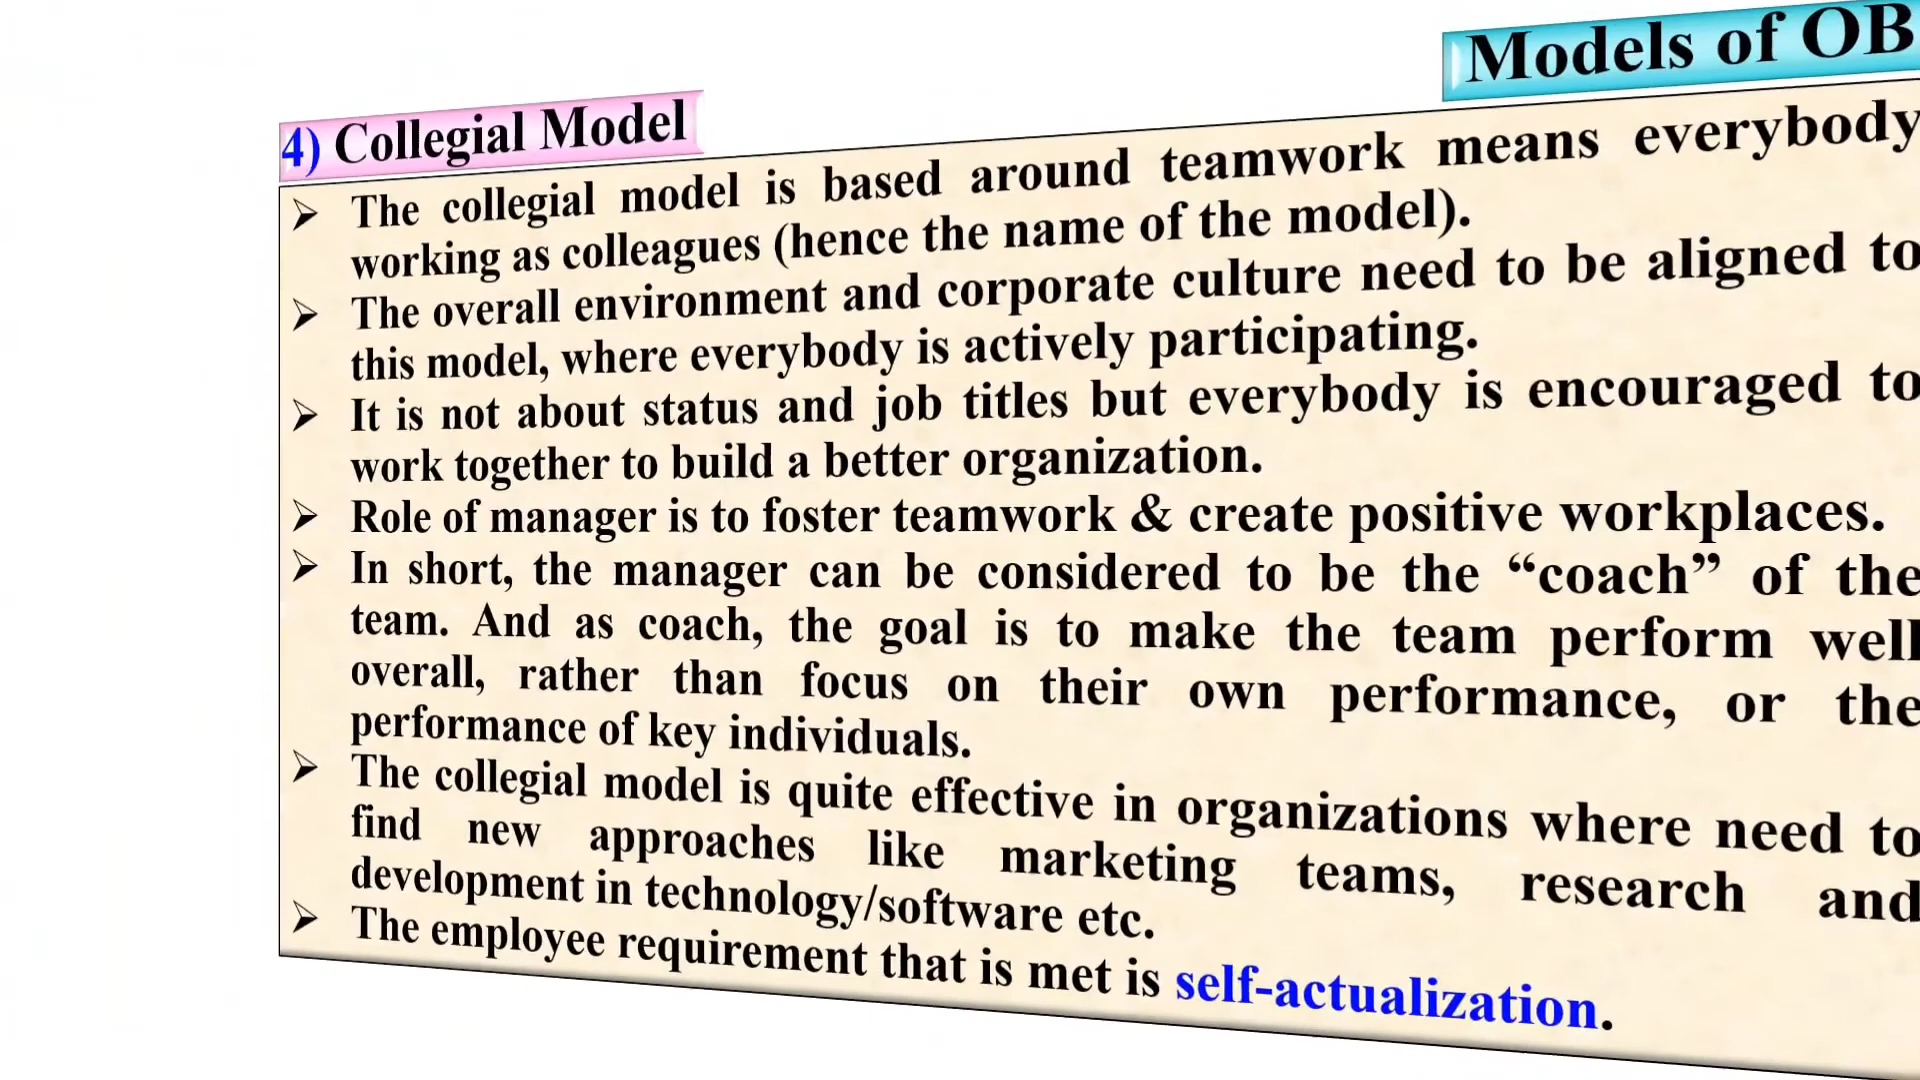 Models of OB
4) Collegial Model
➢ The collegial model is based around teamwork means everybody
working as colleagues (hence the name of the model).
➢ The overall environment and corporate culture need to be aligned to
this model, where everybody is actively participating.
➢ It is not about status and job titles but everybody is encouraged to
work together to build a better organization.
➢ Role of manager is to foster teamwork & create positive workplaces.
➢ In short, the manager can be considered to be the “coach” of the
team. And as coach, the goal is to make the team perform well
overall, rather than focus on their own performance, or the
performance of key individuals.
➢ The collegial model is quite effective in organizations where need to
find new approaches like marketing teams, research and
development in technology/software etc.
➢ The employee requirement that is met is self-actualization.